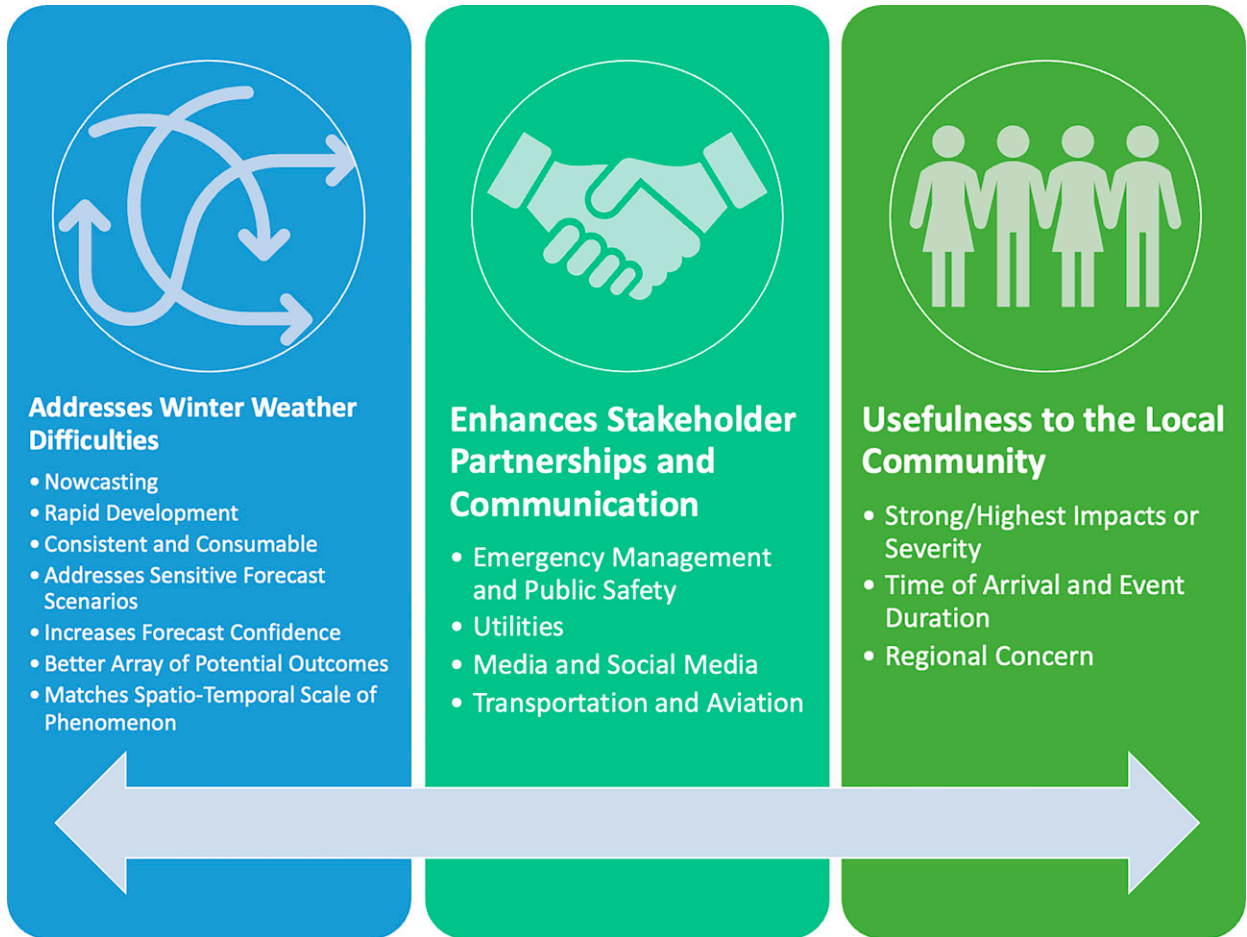 Addresses Winter Weather
Difficulties
• Nowcasting
• Rapid Development
• Consistent and Consumable
• Addresses Sensitive Forecast
Scenarios
• Increases Forecast Confidence
• Better Array of Potential Outcomes
• Matches Spatio-Temporal Scale of
Phenomenon
Enhances Stakeholder
Partnerships and
Communication
• Emergency Management
and Public Safety
• Utilities
• Media and Social Media
• Transportation and Aviation
Usefulness to the Local
Community
• Strong/Highest Impacts or
Severity
• Time of Arrival and Event
Duration
• Regional Concern